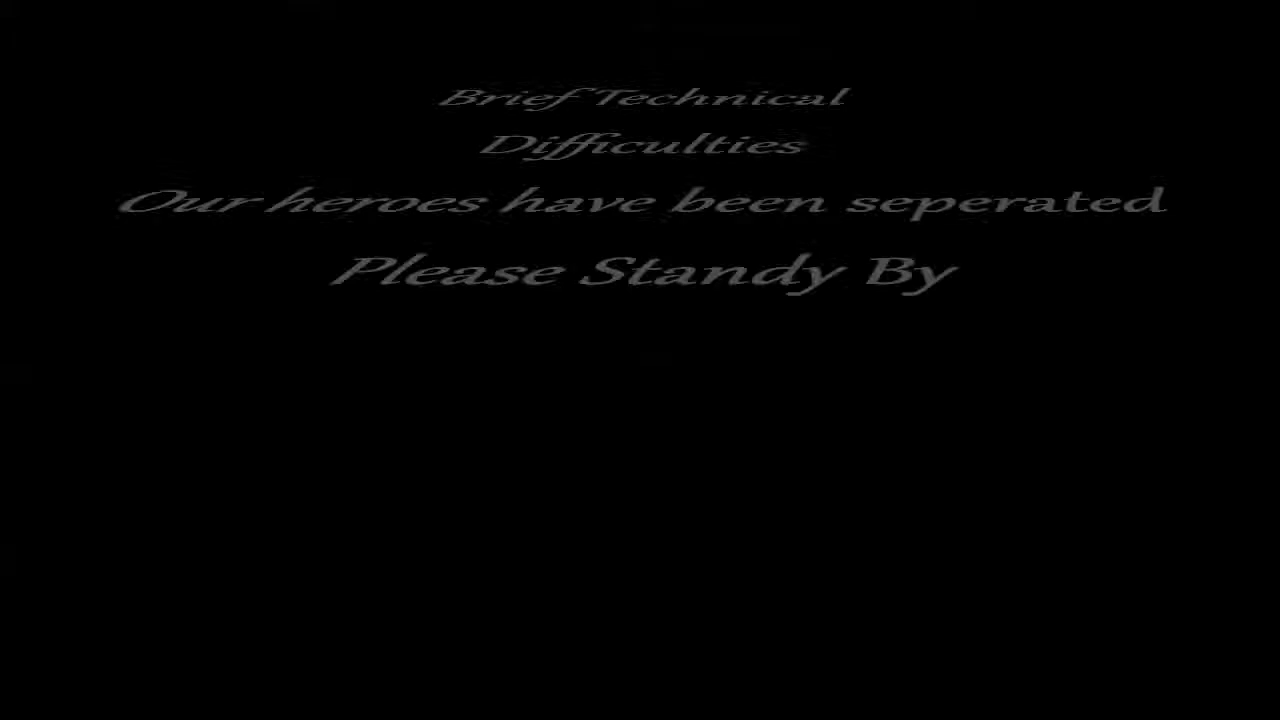 Brief Technical
Difficulties
Our heroes have been seperated
Please Standy By